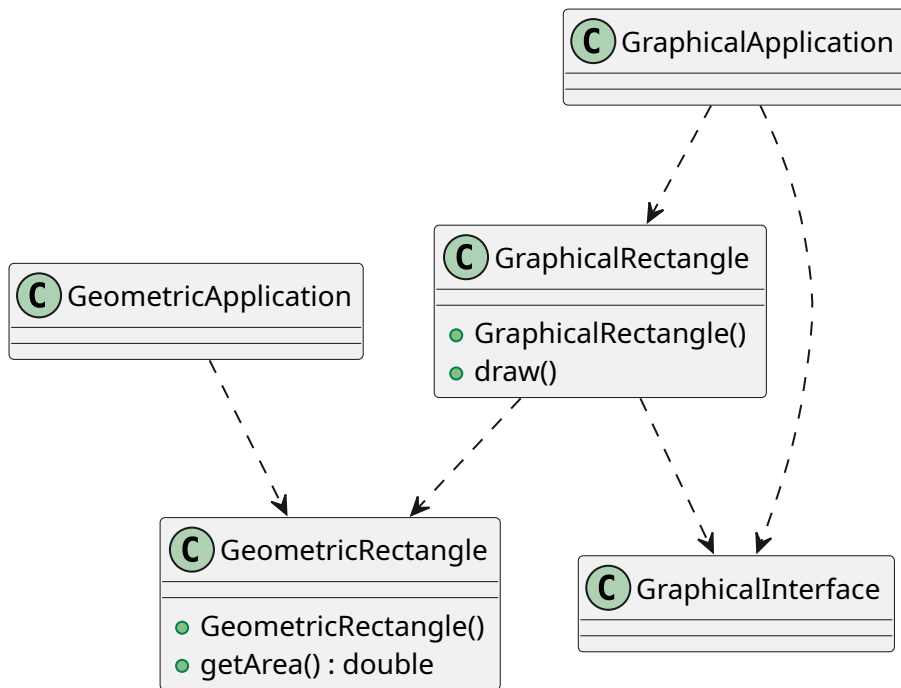 C GraphicalApplication
C GraphicalRectangle
GraphicalRectangle()
draw()
C GeometricApplication
C GeometricRectangle
GeometricRectangle()
getArea() : double
C GraphicalInterface